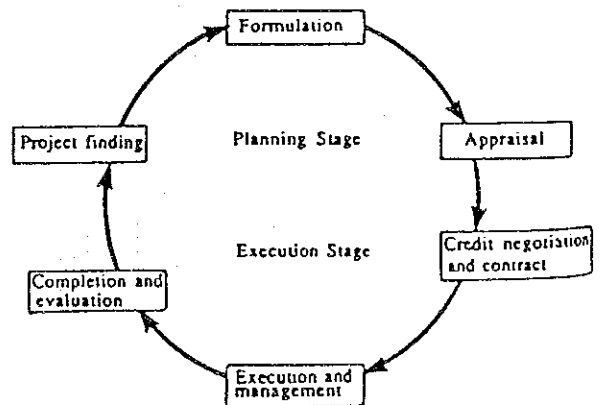 Formulation
Project finding
Planning Stage
Appraisal
Execution Stage
Credit negotiation
and contract
Completion and
evaluation
Execution and
management